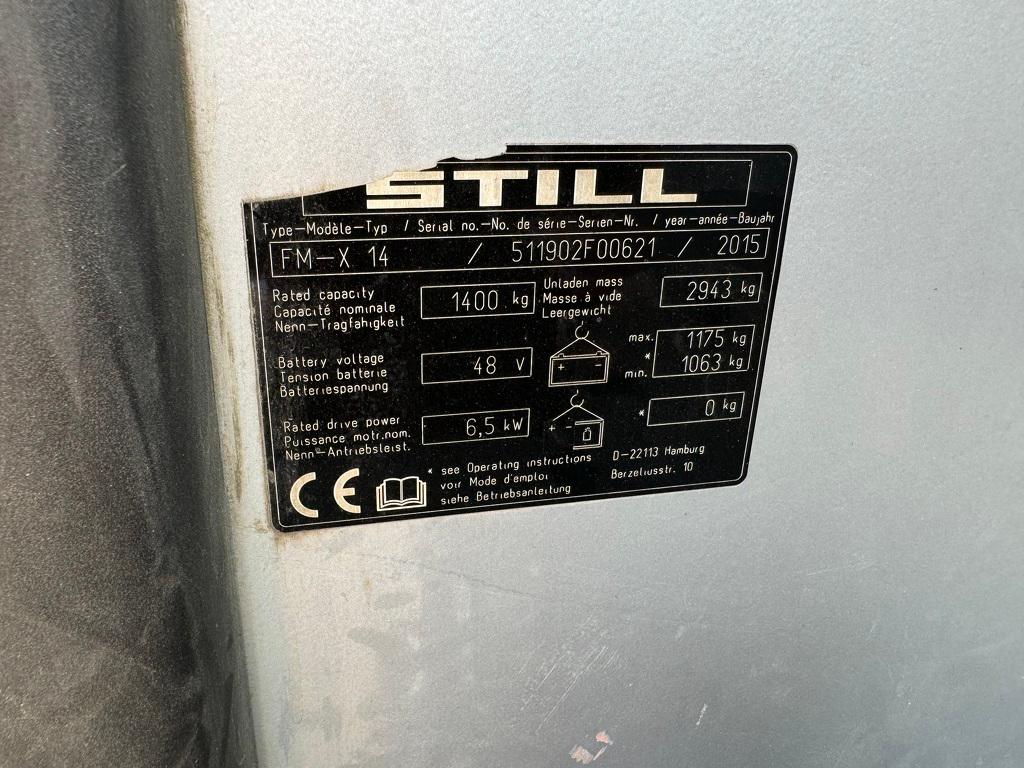 STILL
Type-Modèle-Typ / Serial no.-No. de série-Serien-Nr. / year-année-Baujahr
FM-X 14 / 511902F00621 / 2015
Rated capacity
Capacité nominale
Nenn-Tragfähigkeit
1400 kg
Unladen mass
Masse à vide
Leergewicht
2943 kg
Battery voltage
Tension batterie
Batteriespannung
48 V
+ -
max. 1175 kg
*
min. 1063 kg
Rated drive power
Puissance motr.nom.
Nenn-Antriebsleist.
6,5 kW
+ -
* 0 kg
CE
* see Operating instructions
voir Mode d'emploi
siehe Betriebsanleitung
D-22113 Hamburg
Berzeliusstr. 10